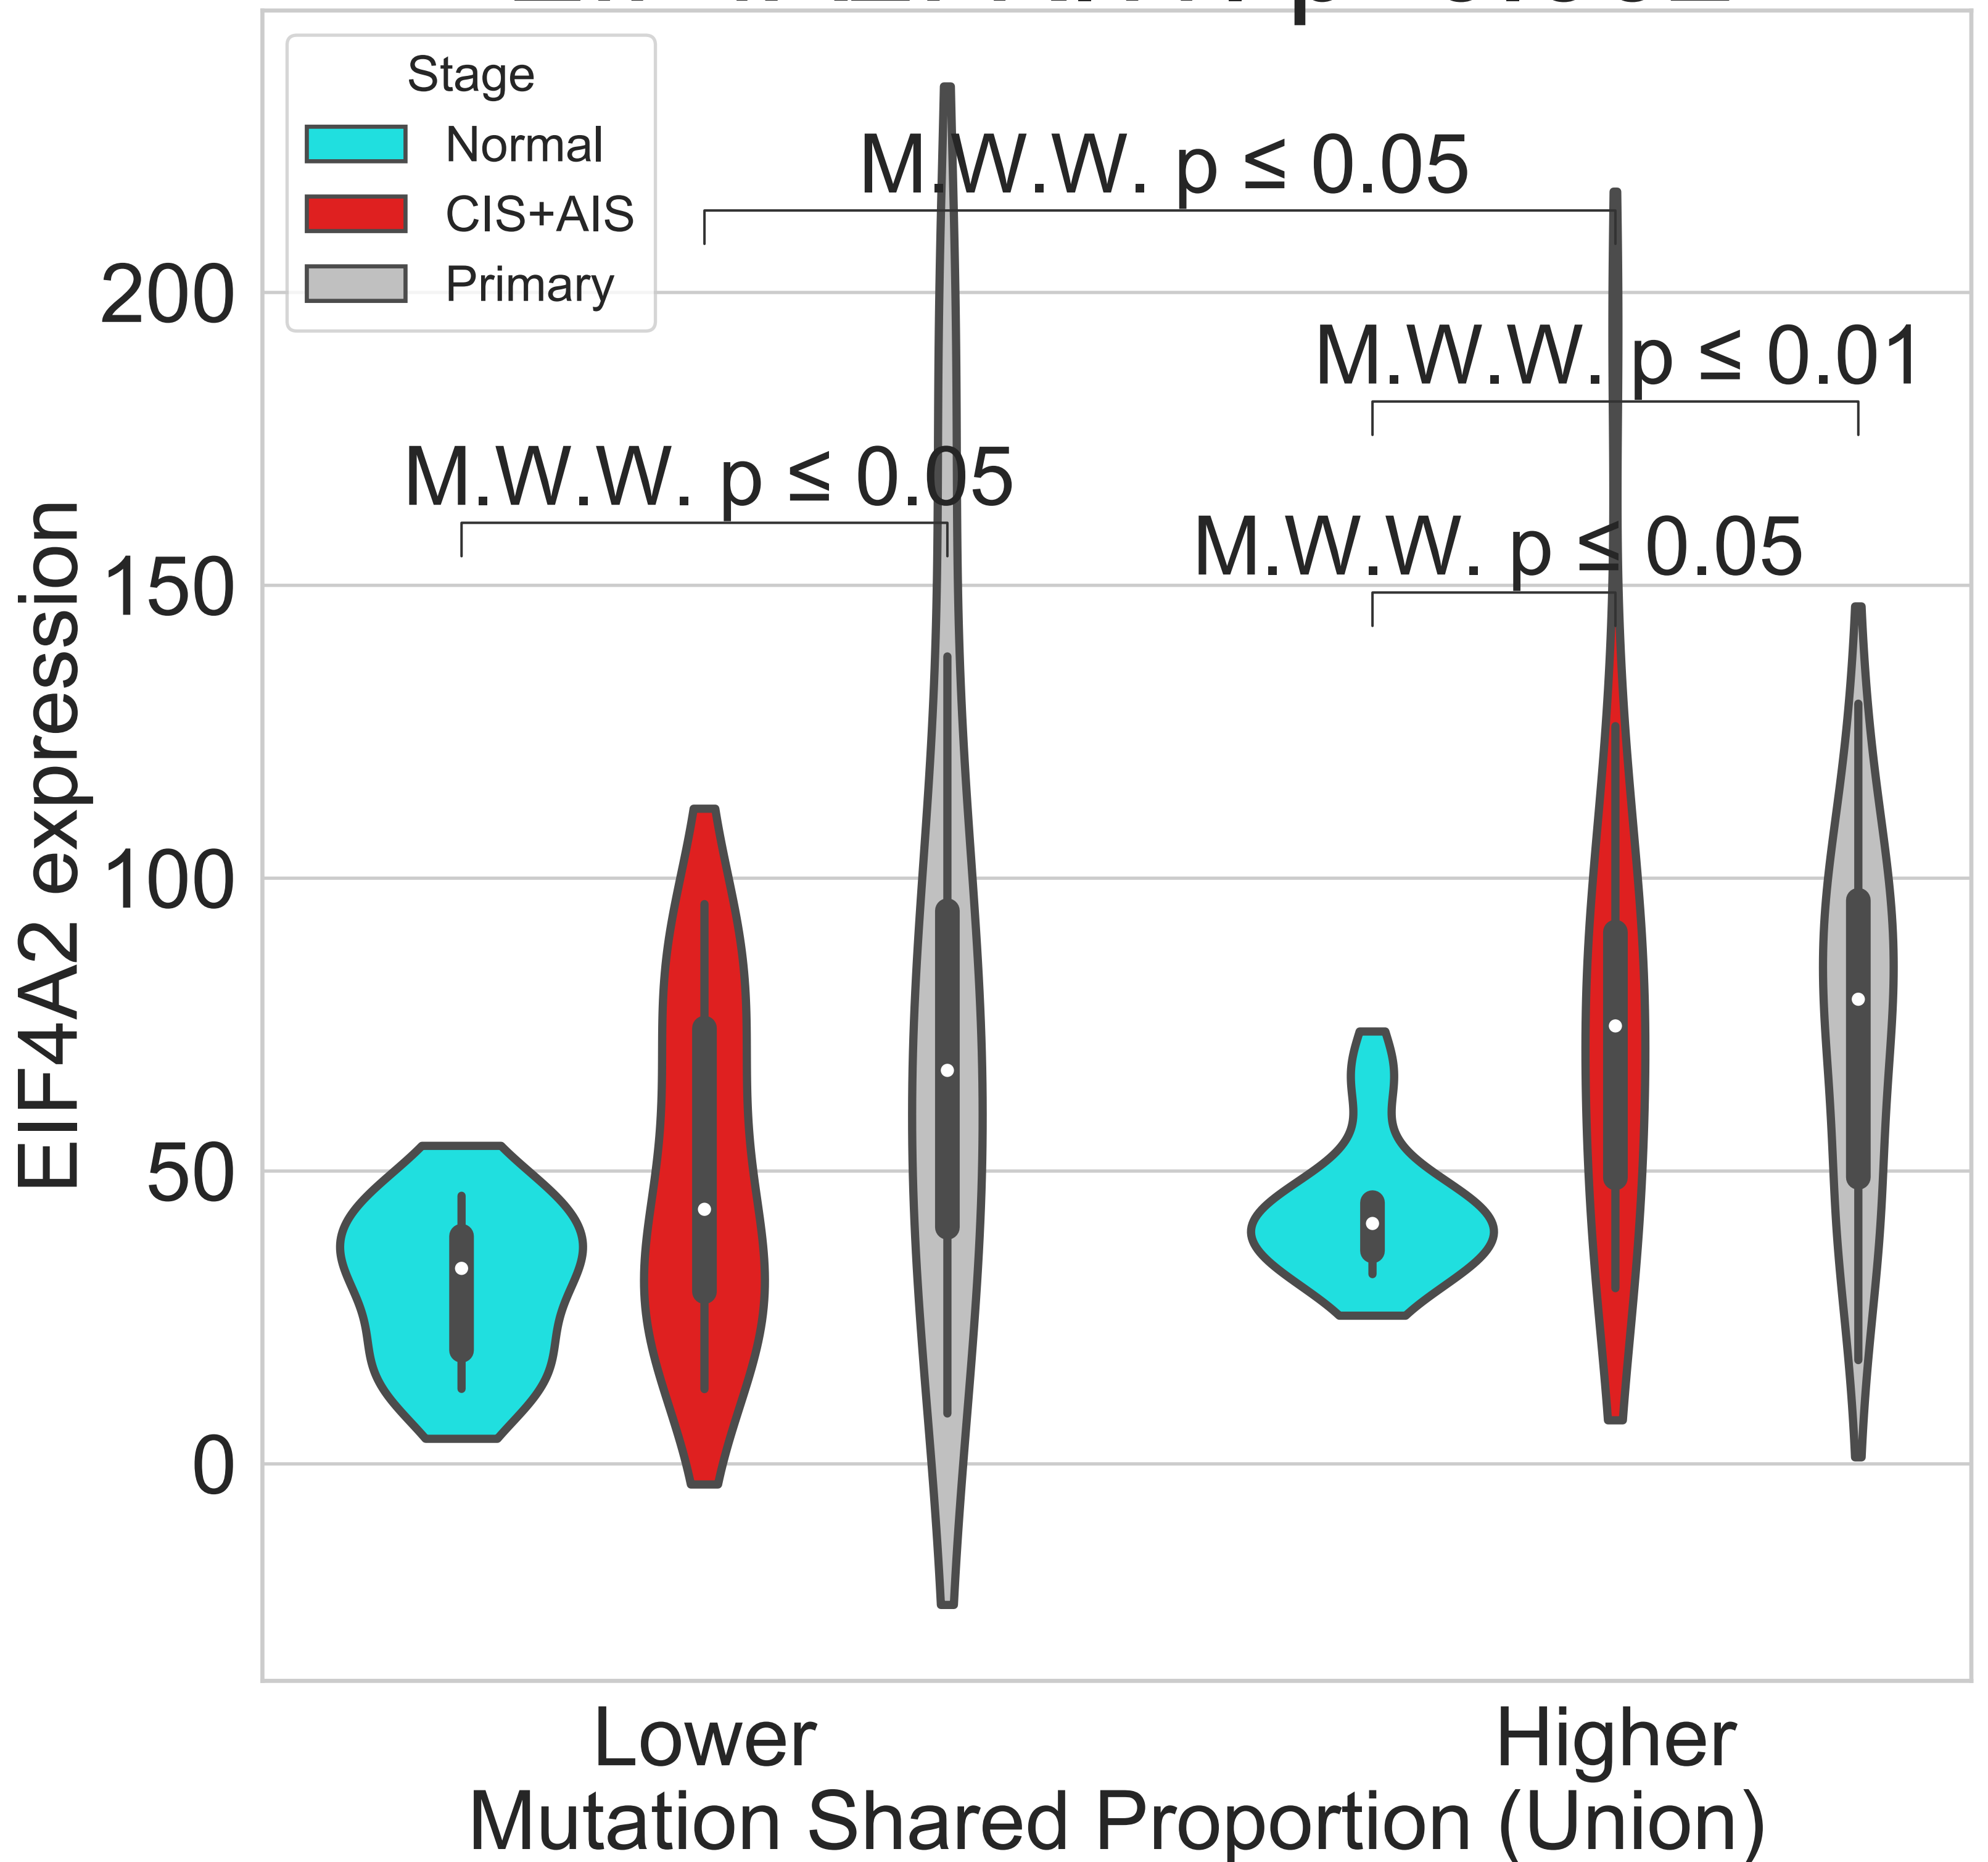 Stage
Normal
CIS+AIS
Primary
M.W.W. p ≤ 0.05
M.W.W. p ≤ 0.01
M.W.W. p ≤ 0.05
M.W.W. p ≤ 0.05
EIF4A2 expression
200
150
100
50
0
Lower
Higher
Mutation Shared Proportion (Union)